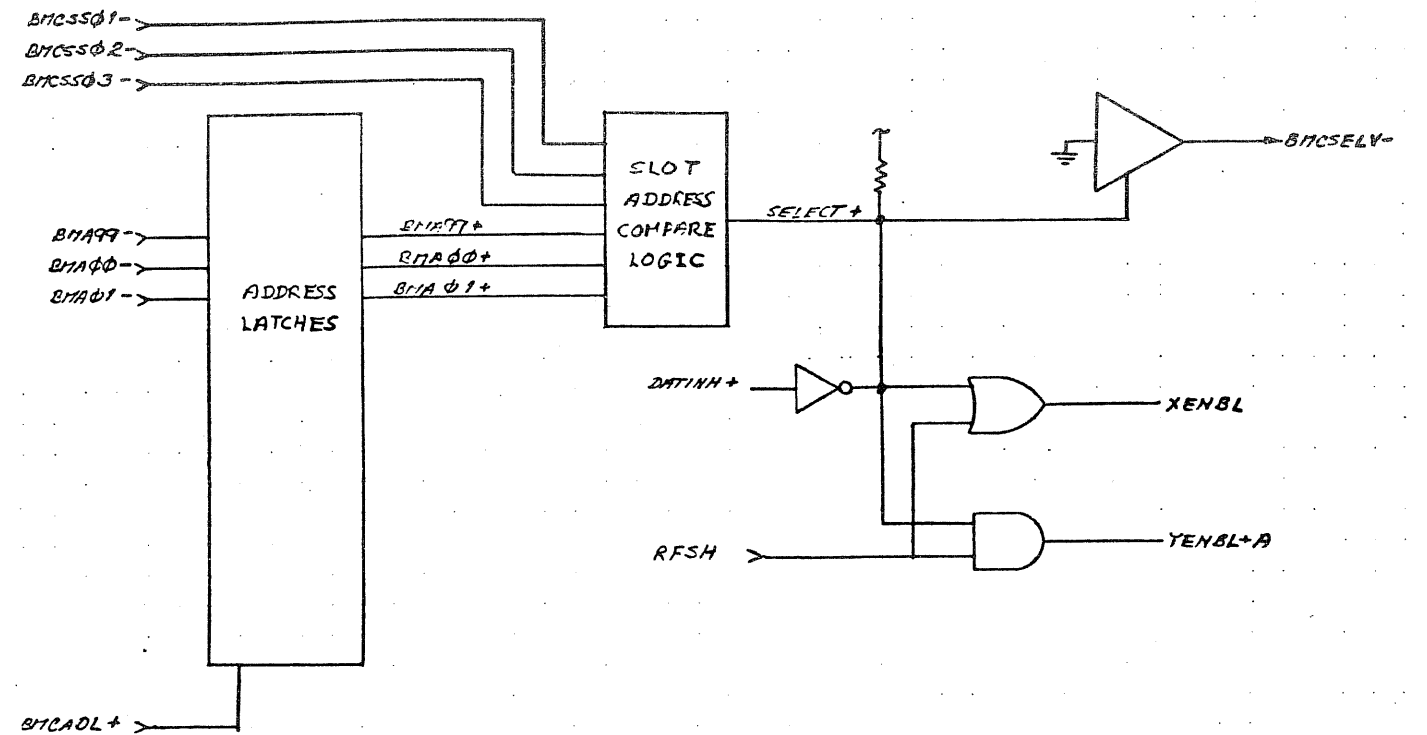 BMCSSØ1-
BMCSSØ2-
BMCSSØ3-
BMA99-
BMAØØ-
BMAØ1-
ADDRESS
LATCHES
BMCADL+
BMA99+
BMAØØ+
BMAØ1+
SLOT
ADDRESS
COMPARE
LOGIC
SELECT+
BMCSELV-
DATINH+
XENBL
RFSH
YENBL+A